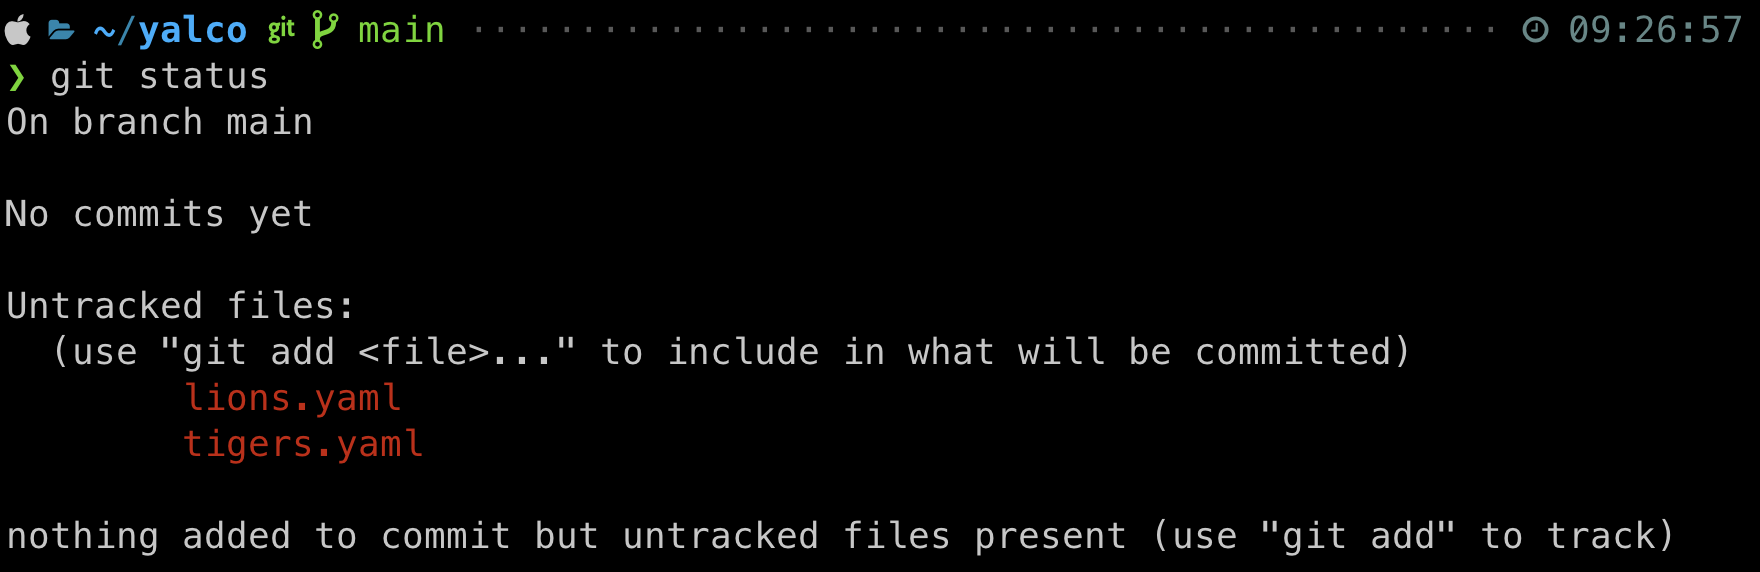 ~/yalco git main 09:26:57
❯ git status
On branch main
No commits yet
Untracked files:
(use "git add <file>..." to include in what will be committed)
lions.yaml
tigers.yaml
nothing added to commit but untracked files present (use "git add" to track)